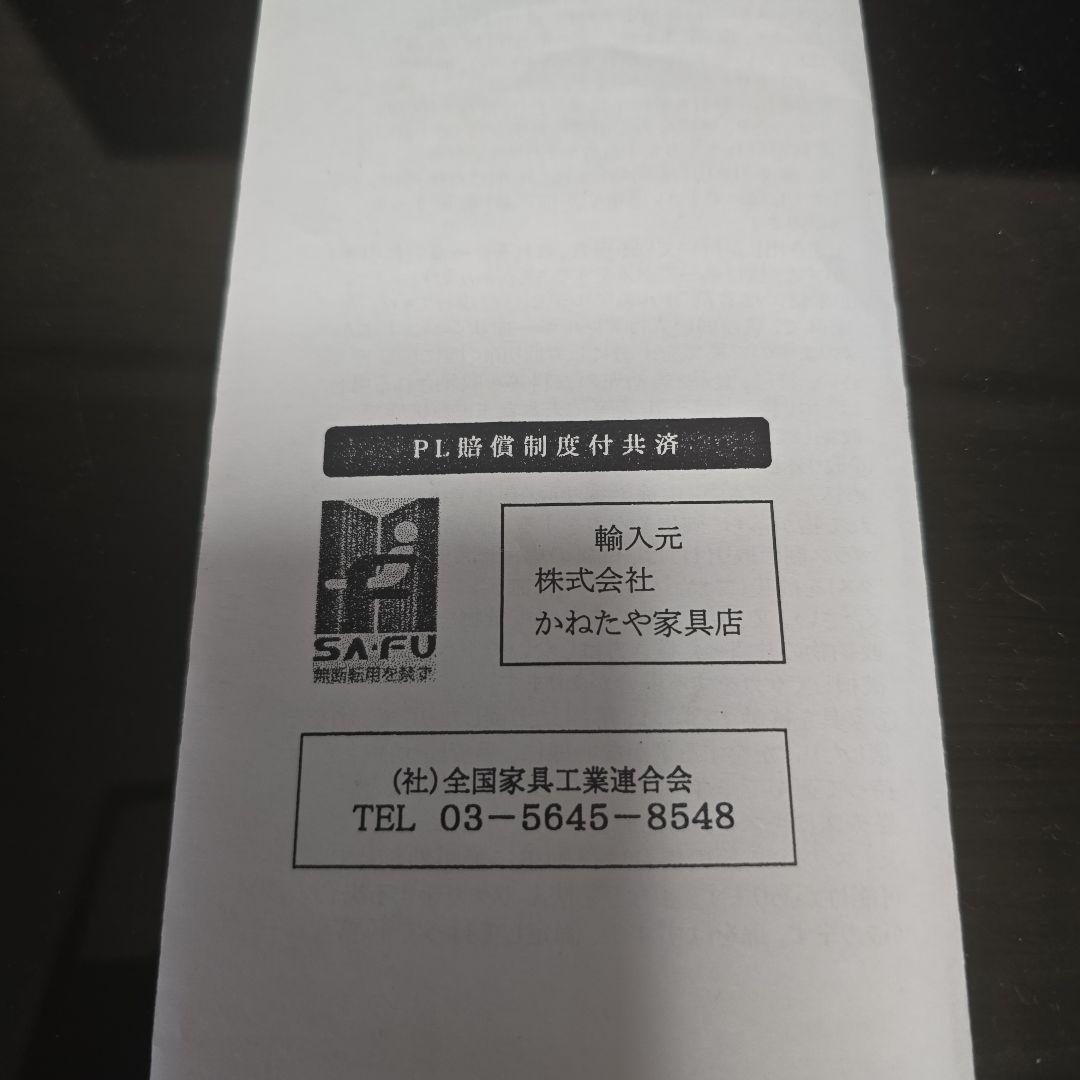 PL賠償制度付共済
SA・FU
無断転用を禁ず
輸入元
株式会社
かねたや家具店
(社)全国家具工業連合会
TEL 03−5645−8548